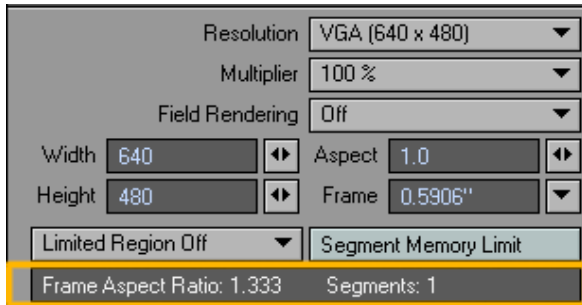 Resolution VGA (640 x 480)
Multiplier 100 %
Field Rendering Off
Width 640 Aspect 1.0
Height 480 Frame 0.5906''
Limited Region Off Segment Memory Limit
Frame Aspect Ratio: 1.333 Segments: 1